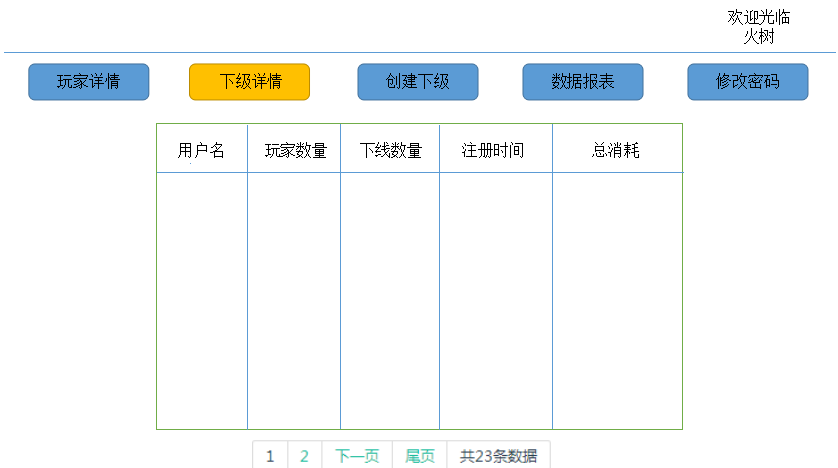 欢迎光临
火树
玩家详情 下级详情 创建下级 数据报表 修改密码
用户名 玩家数量 下线数量 注册时间 总消耗
1 2 下一页 尾页 共23条数据